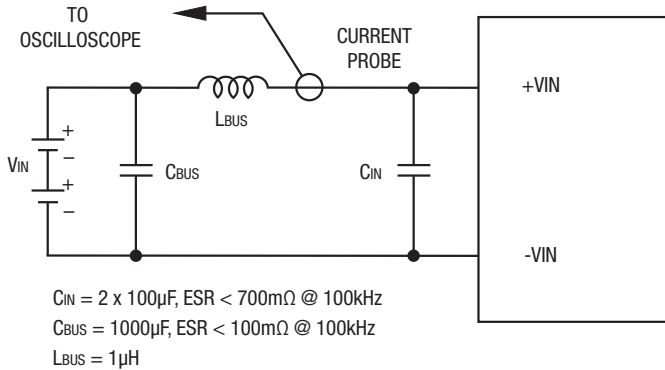 TO
OSCILLOSCOPE
CURRENT
PROBE
+VIN
LBUS
+
VIN
−
+
−
CBUS
CIN
-VIN
CIN = 2 x 100µF, ESR < 700mΩ @ 100kHz
CBUS = 1000µF, ESR < 100mΩ @ 100kHz
LBUS = 1µH